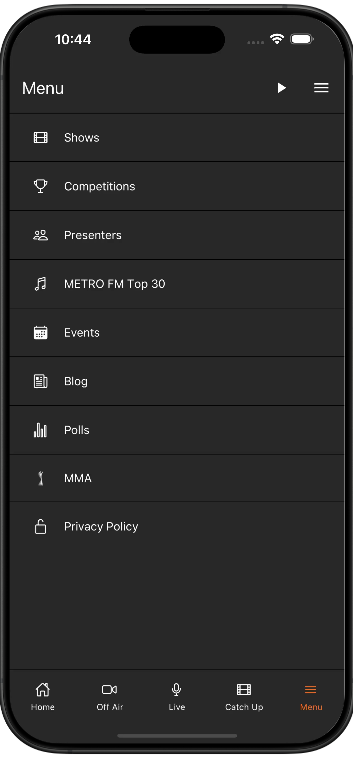 10:44
Menu
Shows
Competitions
Presenters
METRO FM Top 30
Events
Blog
Polls
MMA
Privacy Policy
Home Off Air Live Catch Up Menu